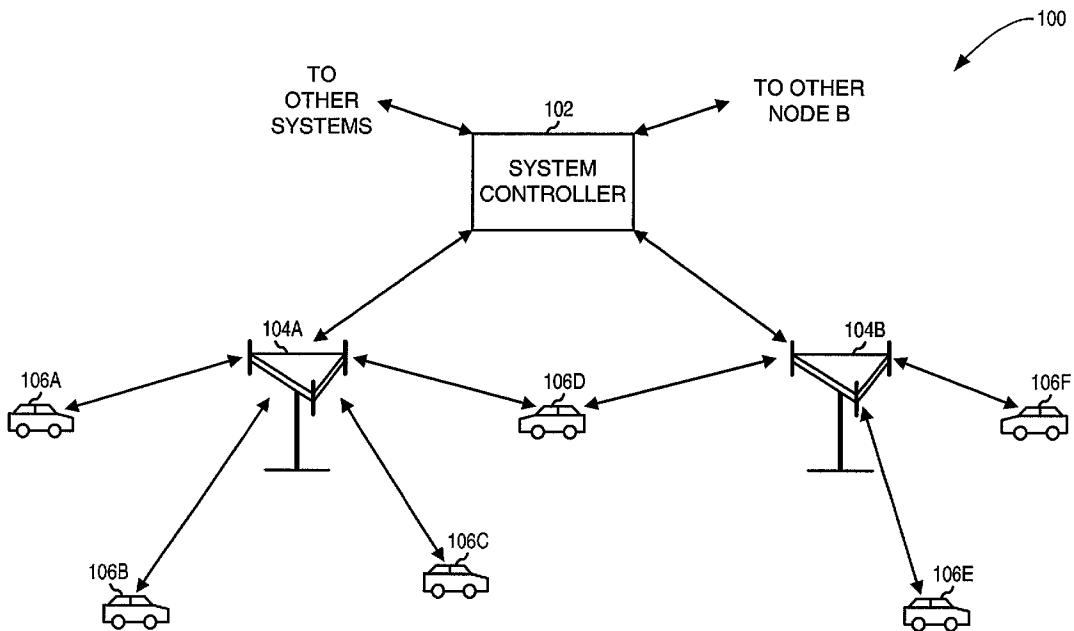 100
TO
OTHER
SYSTEMS
TO OTHER
NODE B
102
SYSTEM
CONTROLLER
104A
104B
106A
106D
106F
106B
106C
106E